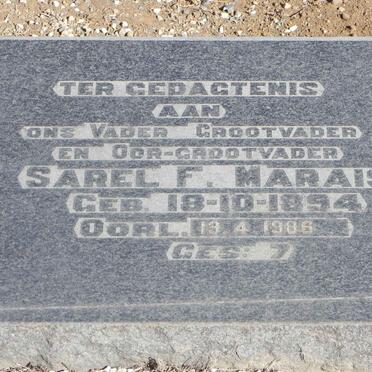 TER GEDAGTENIS
AAN
ONS VADER GROOTVADER
EN OOR-GROOTVADER
SAREL F. MARAIS
GEB. 18-10-1894
OORL. 13.4.1986
GES: 7